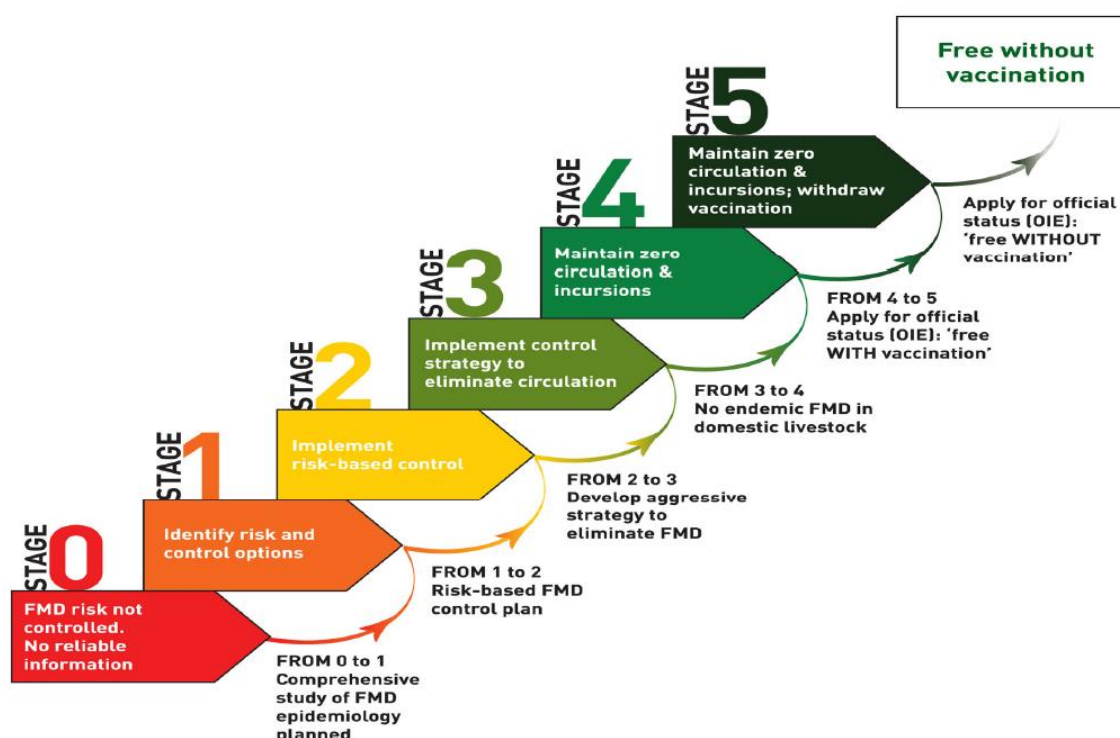 STAGE 0
FMD risk not
controlled.
No reliable
information
FROM 0 to 1
Comprehensive
study of FMD
epidemiology
planned
STAGE 1
Identify risk and
control options
FROM 1 to 2
Risk-based FMD
control plan
STAGE 2
Implement
risk-based control
FROM 2 to 3
Develop aggressive
strategy to
eliminate FMD
STAGE 3
Implement control
strategy to
eliminate circulation
FROM 3 to 4
No endemic FMD in
domestic livestock
STAGE 4
Maintain zero
circulation &
incursions
FROM 4 to 5
Apply for official
status (OIE): ‘free
WITH vaccination’
STAGE 5
Maintain zero
circulation &
incursions; withdraw
vaccination
Apply for official
status (OIE):
‘free WITHOUT
vaccination’
Free without
vaccination